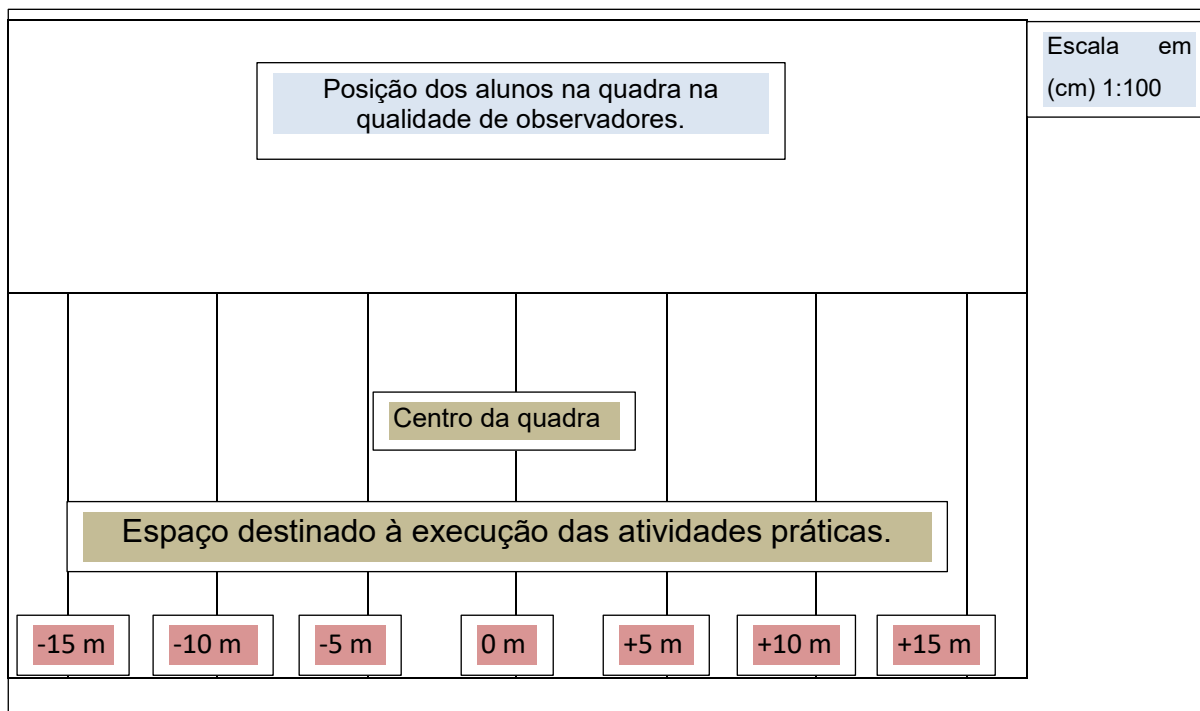 Escala em
(cm) 1:100
Posição dos alunos na quadra na
qualidade de observadores.
Centro da quadra
Espaço destinado à execução das atividades práticas.
-15 m
-10 m
-5 m
0 m
+5 m
+10 m
+15 m